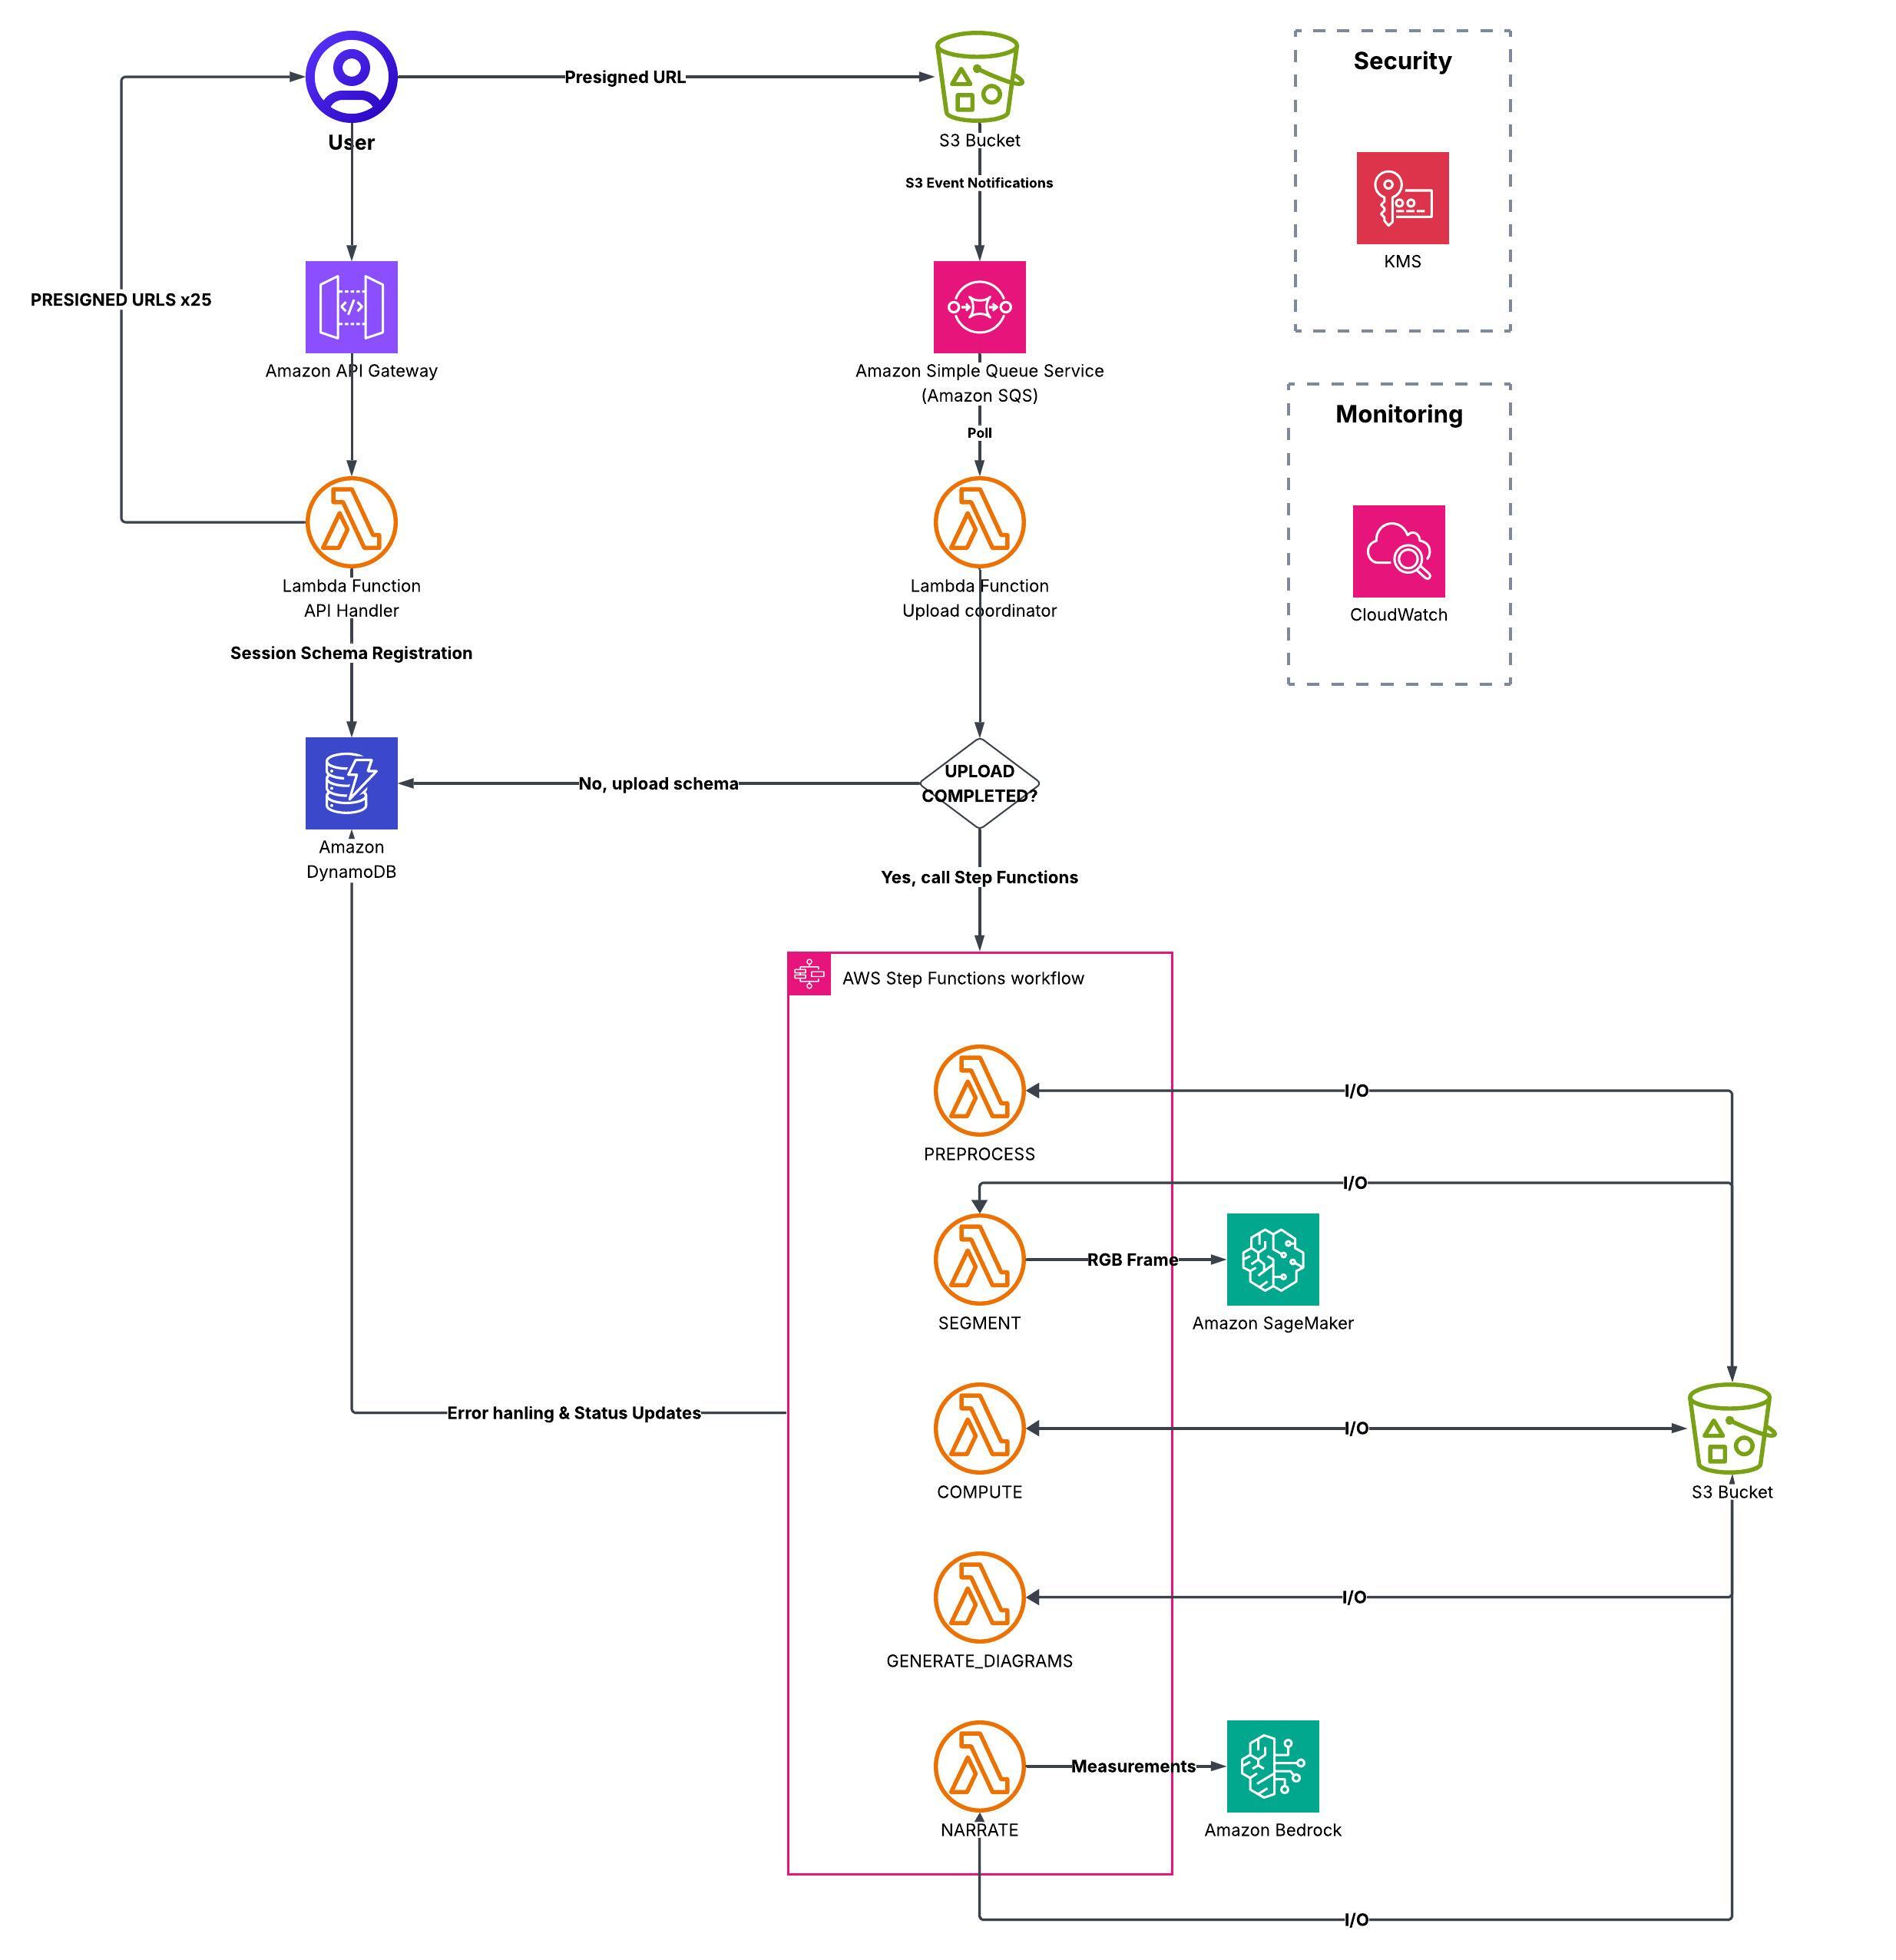 Security
Presigned URL
User
S3 Bucket
S3 Event Notifications
KMS
PRESIGNED URLS x25
Amazon API Gateway
Amazon Simple Queue Service
(Amazon SQS)
Monitoring
Poll
Lambda Function
API Handler
Lambda Function
Upload coordinator
CloudWatch
Session Schema Registration
UPLOAD
COMPLETED?
No, upload schema
Amazon
DynamoDB
Yes, call Step Functions
AWS Step Functions workflow
I/O
PREPROCESS
I/O
RGB Frame
SEGMENT
Amazon SageMaker
Error hanling & Status Updates
I/O
COMPUTE
S3 Bucket
I/O
GENERATE_DIAGRAMS
Measurements
NARRATE
Amazon Bedrock
I/O